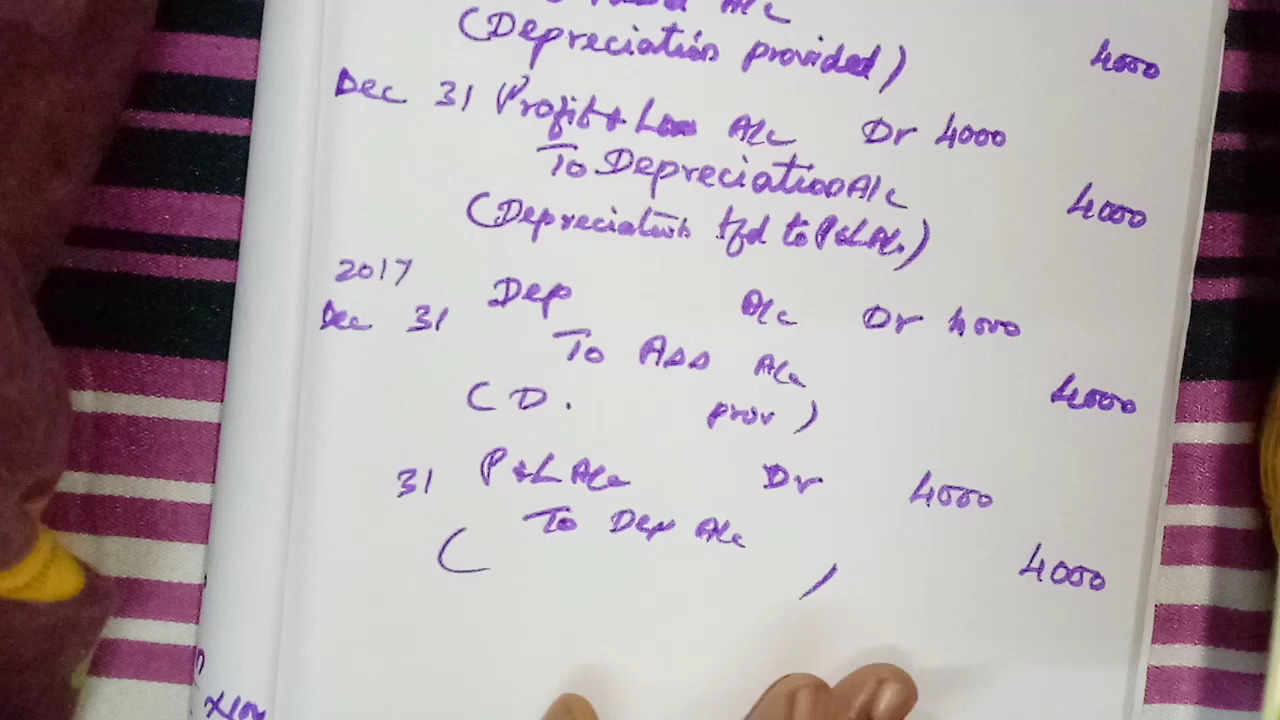 A/c
(Depreciation provided) 4000
Dec 31 Profit & Loss A/c Dr 4000
To Depreciation A/c 4000
(Depreciation tfd to P&L A/c)
2017
Dec 31 Dep A/c Dr 4000
To Ass A/c 4000
(D. prov)
31 P&L A/c Dr 4000
To Dep A/c 4000
( )